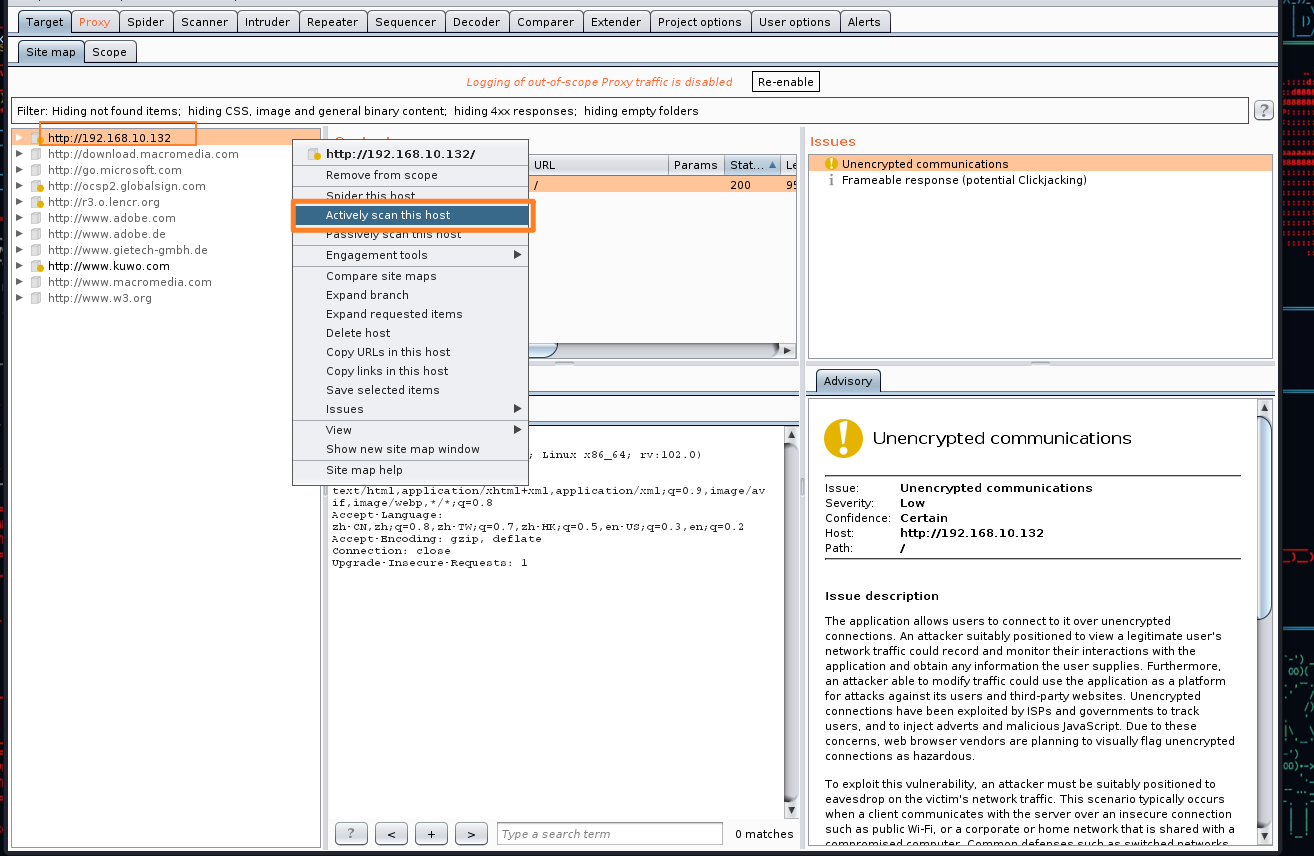 Target Proxy Spider Scanner Intruder Repeater Sequencer Decoder Comparer Extender Project options User options Alerts
Site map Scope
Logging of out-of-scope Proxy traffic is disabled Re-enable
Filter: Hiding not found items; hiding CSS, image and general binary content; hiding 4xx responses; hiding empty folders ?
http://192.168.10.132
http://download.macromedia.com
http://go.microsoft.com
http://ocsp2.globalsign.com
http://r3.o.lencr.org
http://www.adobe.com
http://www.adobe.de
http://www.gietech-gmbh.de
http://www.kuwo.com
http://www.macromedia.com
http://www.w3.org
http://192.168.10.132/
Remove from scope
Spider this host
Actively scan this host
Passively scan this host
Engagement tools
Compare site maps
Expand branch
Expand requested items
Delete host
Copy URLs in this host
Copy links in this host
Save selected items
Issues
View
Show new site map window
Site map help
URL Params Stat...
/ 200
; Linux x86_64; rv:102.0)
text/html,application/xhtml+xml,application/xml;q=0.9,image/av
if,image/webp,*/*;q=0.8
Accept-Language:
zh-CN,zh;q=0.8,zh-TW;q=0.7,zh-HK;q=0.5,en-US;q=0.3,en;q=0.2
Accept-Encoding: gzip, deflate
Connection: close
Upgrade-Insecure-Requests: 1
? < + > Type a search term 0 matches
Issues
Unencrypted communications
Frameable response (potential Clickjacking)
Advisory
Unencrypted communications
Issue: Unencrypted communications
Severity: Low
Confidence: Certain
Host: http://192.168.10.132
Path: /
Issue description
The application allows users to connect to it over unencrypted
connections. An attacker suitably positioned to view a legitimate user's
network traffic could record and monitor their interactions with the
application and obtain any information the user supplies. Furthermore,
an attacker able to modify traffic could use the application as a platform
for attacks against its users and third-party websites. Unencrypted
connections have been exploited by ISPs and governments to track
users, and to inject adverts and malicious JavaScript. Due to these
concerns, web browser vendors are planning to visually flag unencrypted
connections as hazardous.
To exploit this vulnerability, an attacker must be suitably positioned to
eavesdrop on the victim's network traffic. This scenario typically occurs
when a client communicates with the server over an insecure connection
such as public Wi-Fi, or a corporate or home network that is shared with a
compromised computer. Common defenses such as switched networks